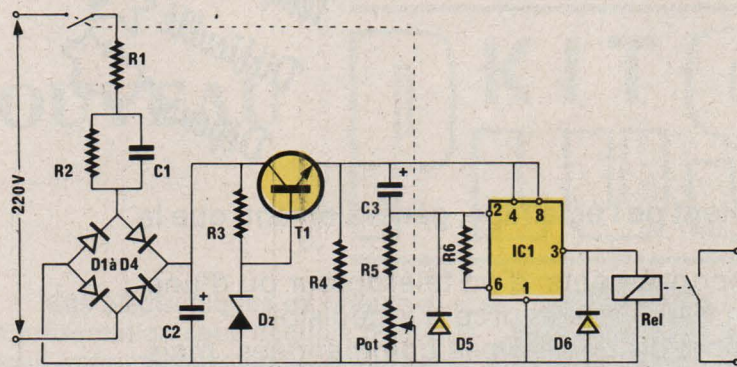 R1
R2
C1
220V
D1à D4
C2
R3
Dz
T1
R4
C3
R5
Pot
D5
R6
2
4
8
IC1
3
6
1
D6
Rel